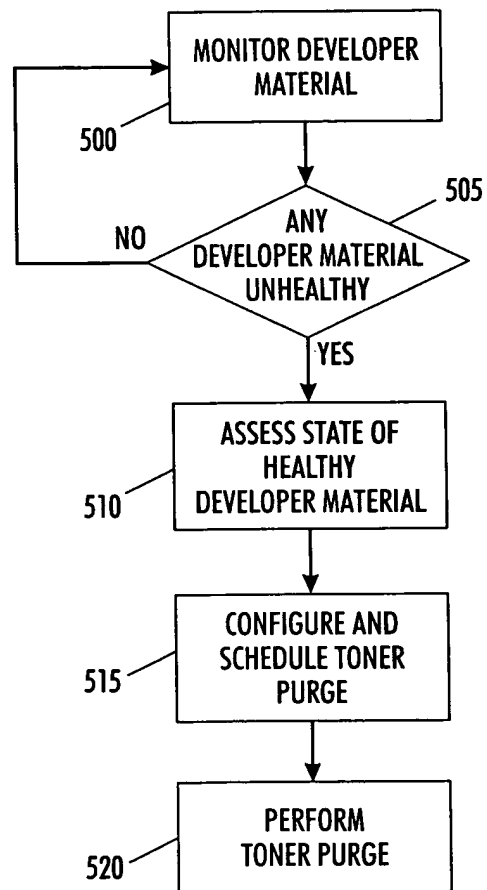 MONITOR DEVELOPER
MATERIAL
500
505
ANY
DEVELOPER MATERIAL
UNHEALTHY
NO
YES
ASSESS STATE OF
HEALTHY
DEVELOPER MATERIAL
510
CONFIGURE AND
SCHEDULE TONER
PURGE
515
PERFORM
TONER PURGE
520